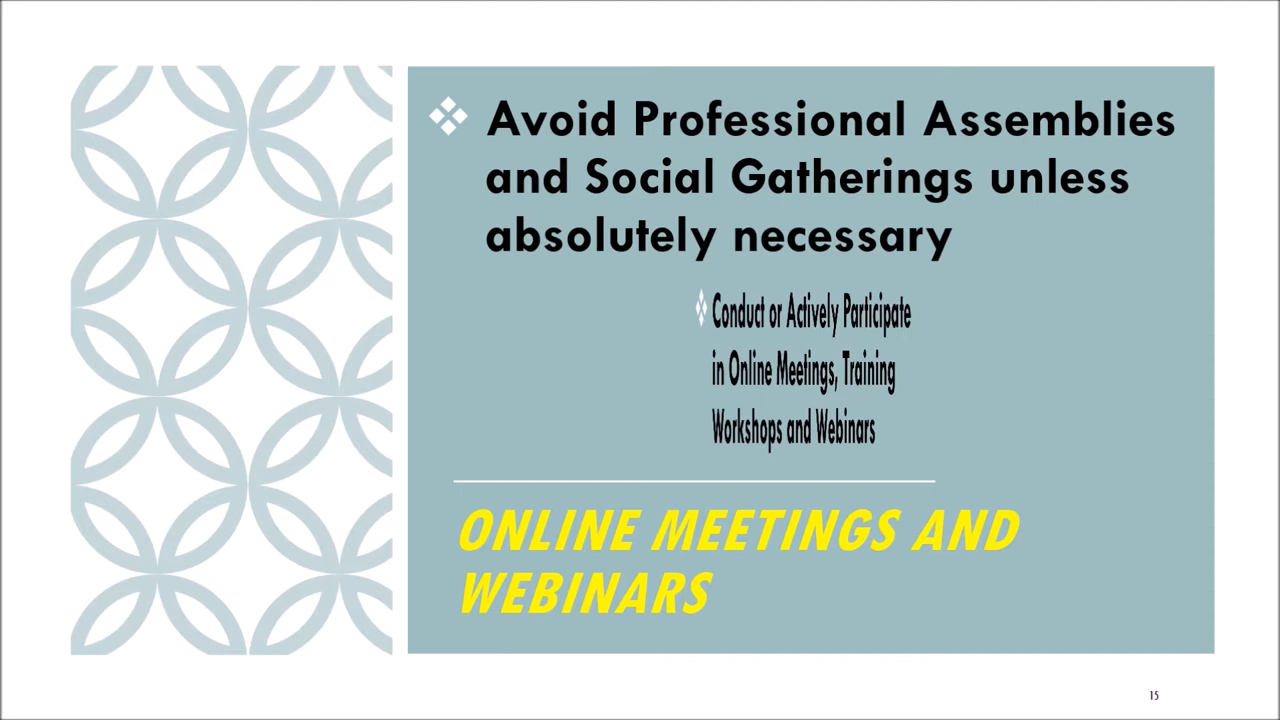 ❖ Avoid Professional Assemblies
and Social Gatherings unless
absolutely necessary
❖ Conduct or Actively Participate
in Online Meetings, Training
Workshops and Webinars
ONLINE MEETINGS AND
WEBINARS
15